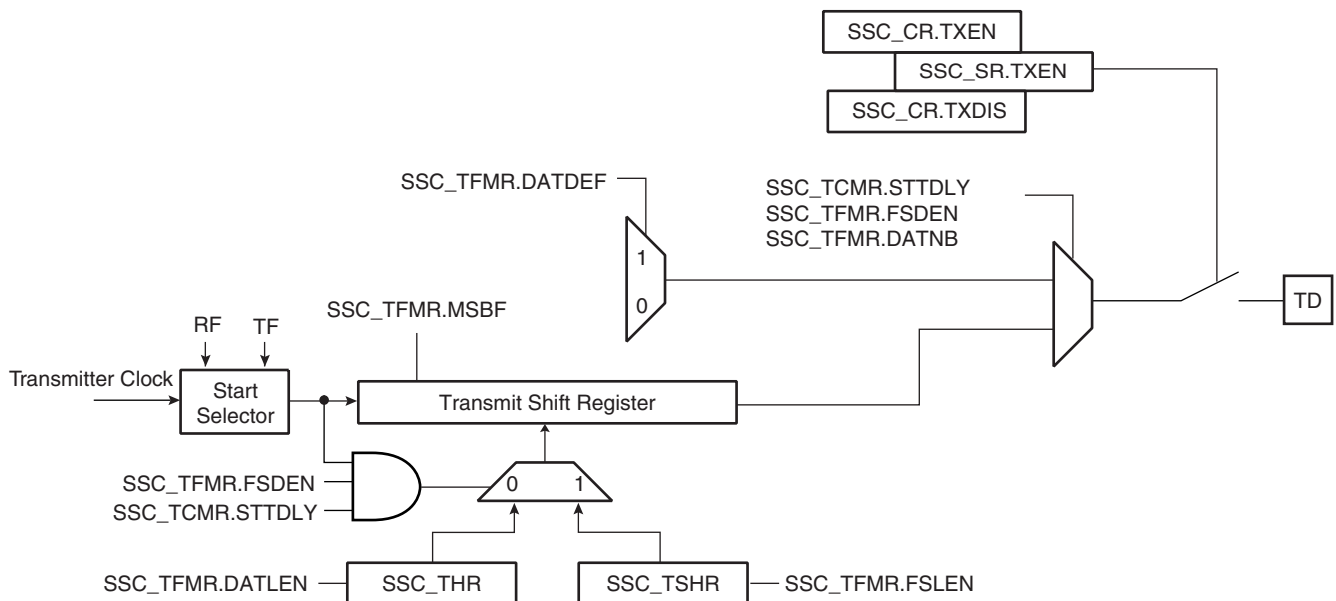 SSC_CR.TXEN
SSC_SR.TXEN
SSC_CR.TXDIS
SSC_TFMR.DATDEF
SSC_TCMR.STTDLY
SSC_TFMR.FSDEN
SSC_TFMR.DATNB
1
0
TD
SSC_TFMR.MSBF
RF
TF
Transmitter Clock
Start
Selector
Transmit Shift Register
SSC_TFMR.FSDEN
SSC_TCMR.STTDLY
0
1
SSC_TFMR.DATLEN
SSC_THR
SSC_TSHR
SSC_TFMR.FSLEN